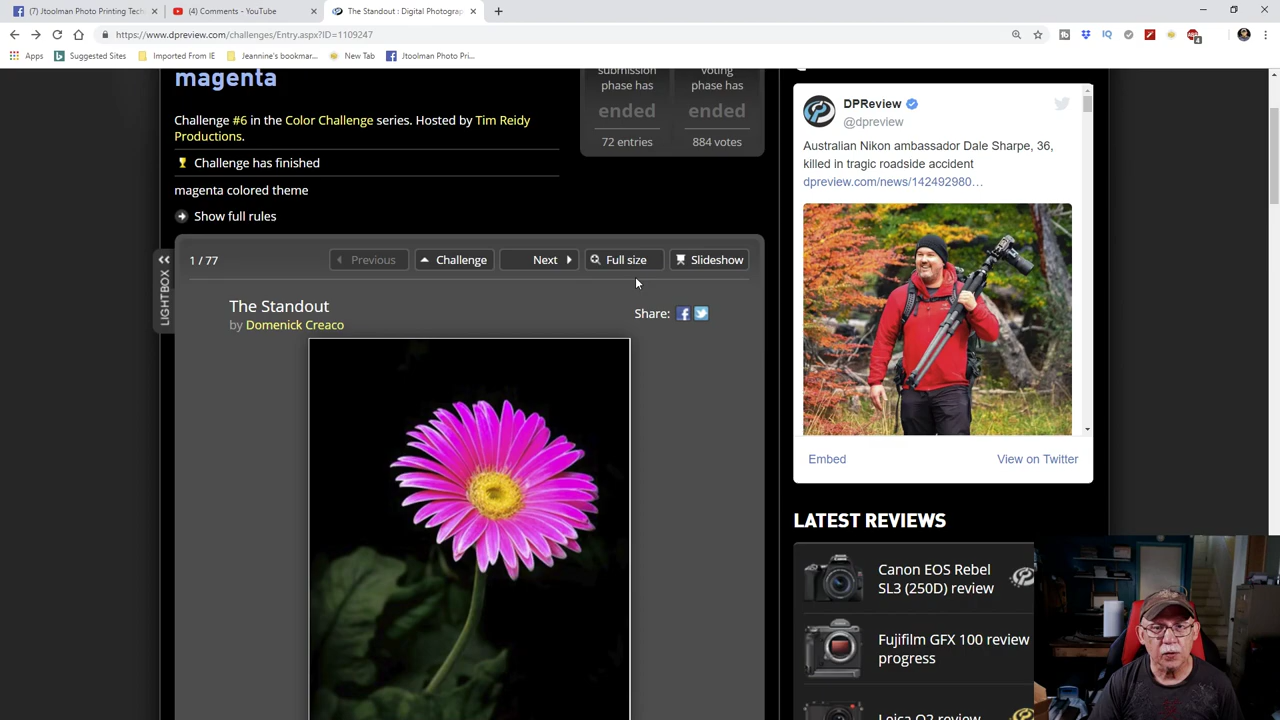 (7) Jtoolman Photo Printing Tech
(4) Comments - YouTube
The Standout : Digital Photograp
https://www.dpreview.com/challenges/Entry.aspx?ID=1109247
Apps
Suggested Sites
Imported From IE
Jeannine's bookmar...
New Tab
Jtoolman Photo Pri...
magenta
submission
phase has
ended
72 entries
voting
phase has
ended
884 votes
Challenge #6 in the Color Challenge series. Hosted by Tim Reidy
Productions.
Challenge has finished
magenta colored theme
Show full rules
LIGHTBOX
1 / 77
Previous
Challenge
Next
Full size
Slideshow
The Standout
by Domenick Creaco
Share:
DPReview
@dpreview
Australian Nikon ambassador Dale Sharpe, 36,
killed in tragic roadside accident
dpreview.com/news/142492980…
Embed
View on Twitter
LATEST REVIEWS
Canon EOS Rebel
SL3 (250D) review
Fujifilm GFX 100 review
progress
Leica Q2 review